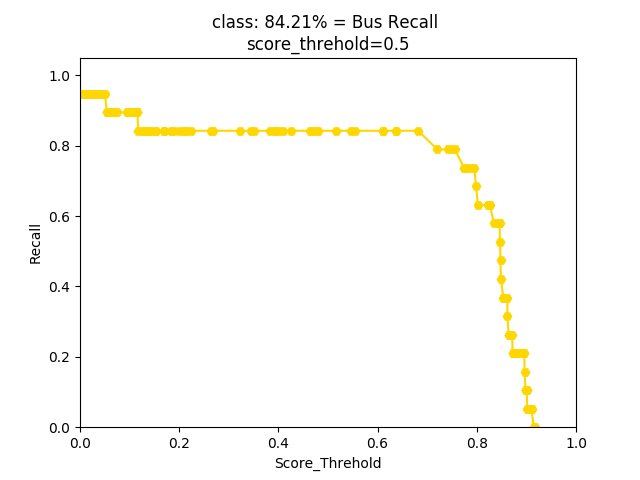 class: 84.21% = Bus Recall
score_threhold=0.5
1.0
0.8
0.6
0.4
0.2
0.0
Recall
0.0 0.2 0.4 0.6 0.8 1.0
Score_Threhold